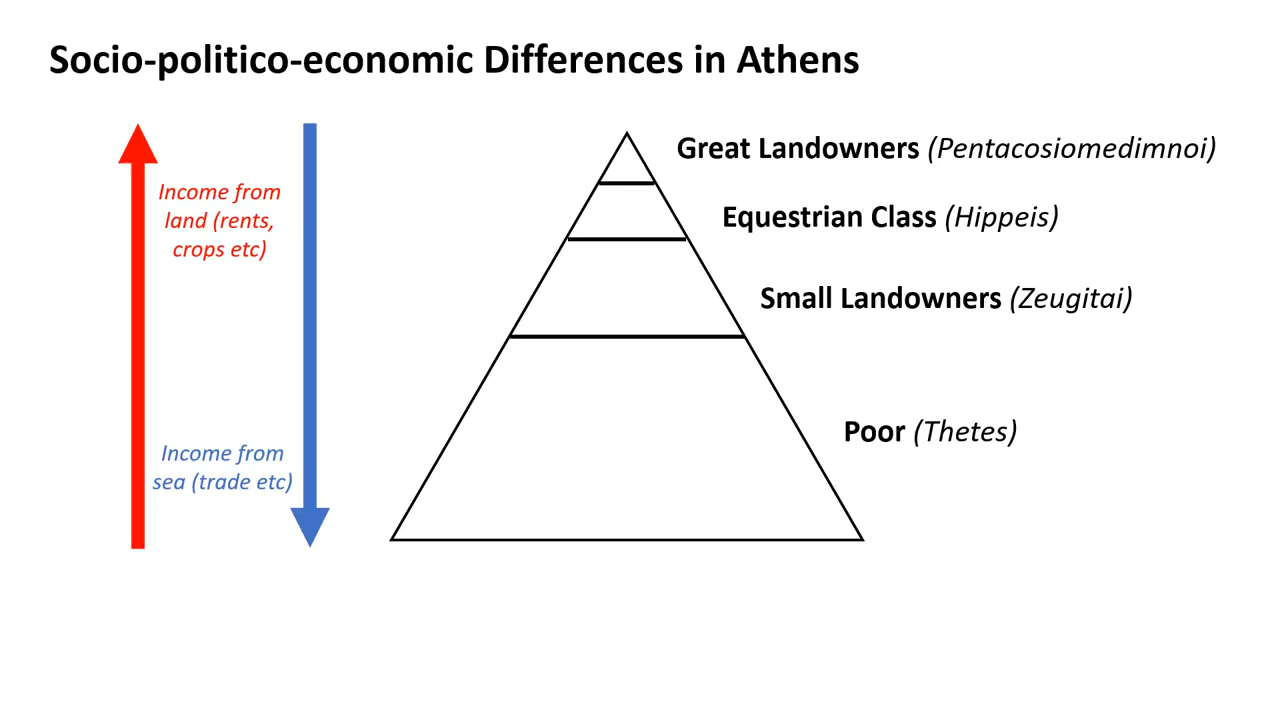 Socio-politico-economic Differences in Athens
Income from
land (rents,
crops etc)
Income from
sea (trade etc)
Great Landowners (Pentacosiomedimnoi)
Equestrian Class (Hippeis)
Small Landowners (Zeugitai)
Poor (Thetes)